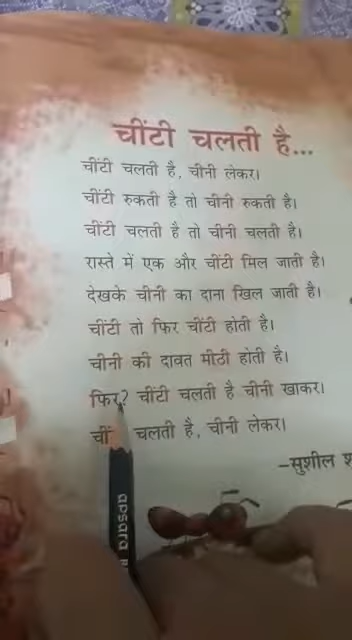 चींटी चलती है...
चींटी चलती है, चीनी लेकर।
चींटी रुकती है तो चीनी रुकती है।
चींटी चलती है तो चीनी चलती है।
रास्ते में एक और चींटी मिल जाती है।
देखके चीनी का दाना खिल जाती है।
चींटी तो फिर चींटी होती है।
चीनी की दावत मीठी होती है।
फिर? चींटी चलती है चीनी खाकर।
चलती है, चीनी लेकर।
–सुशील
apsara